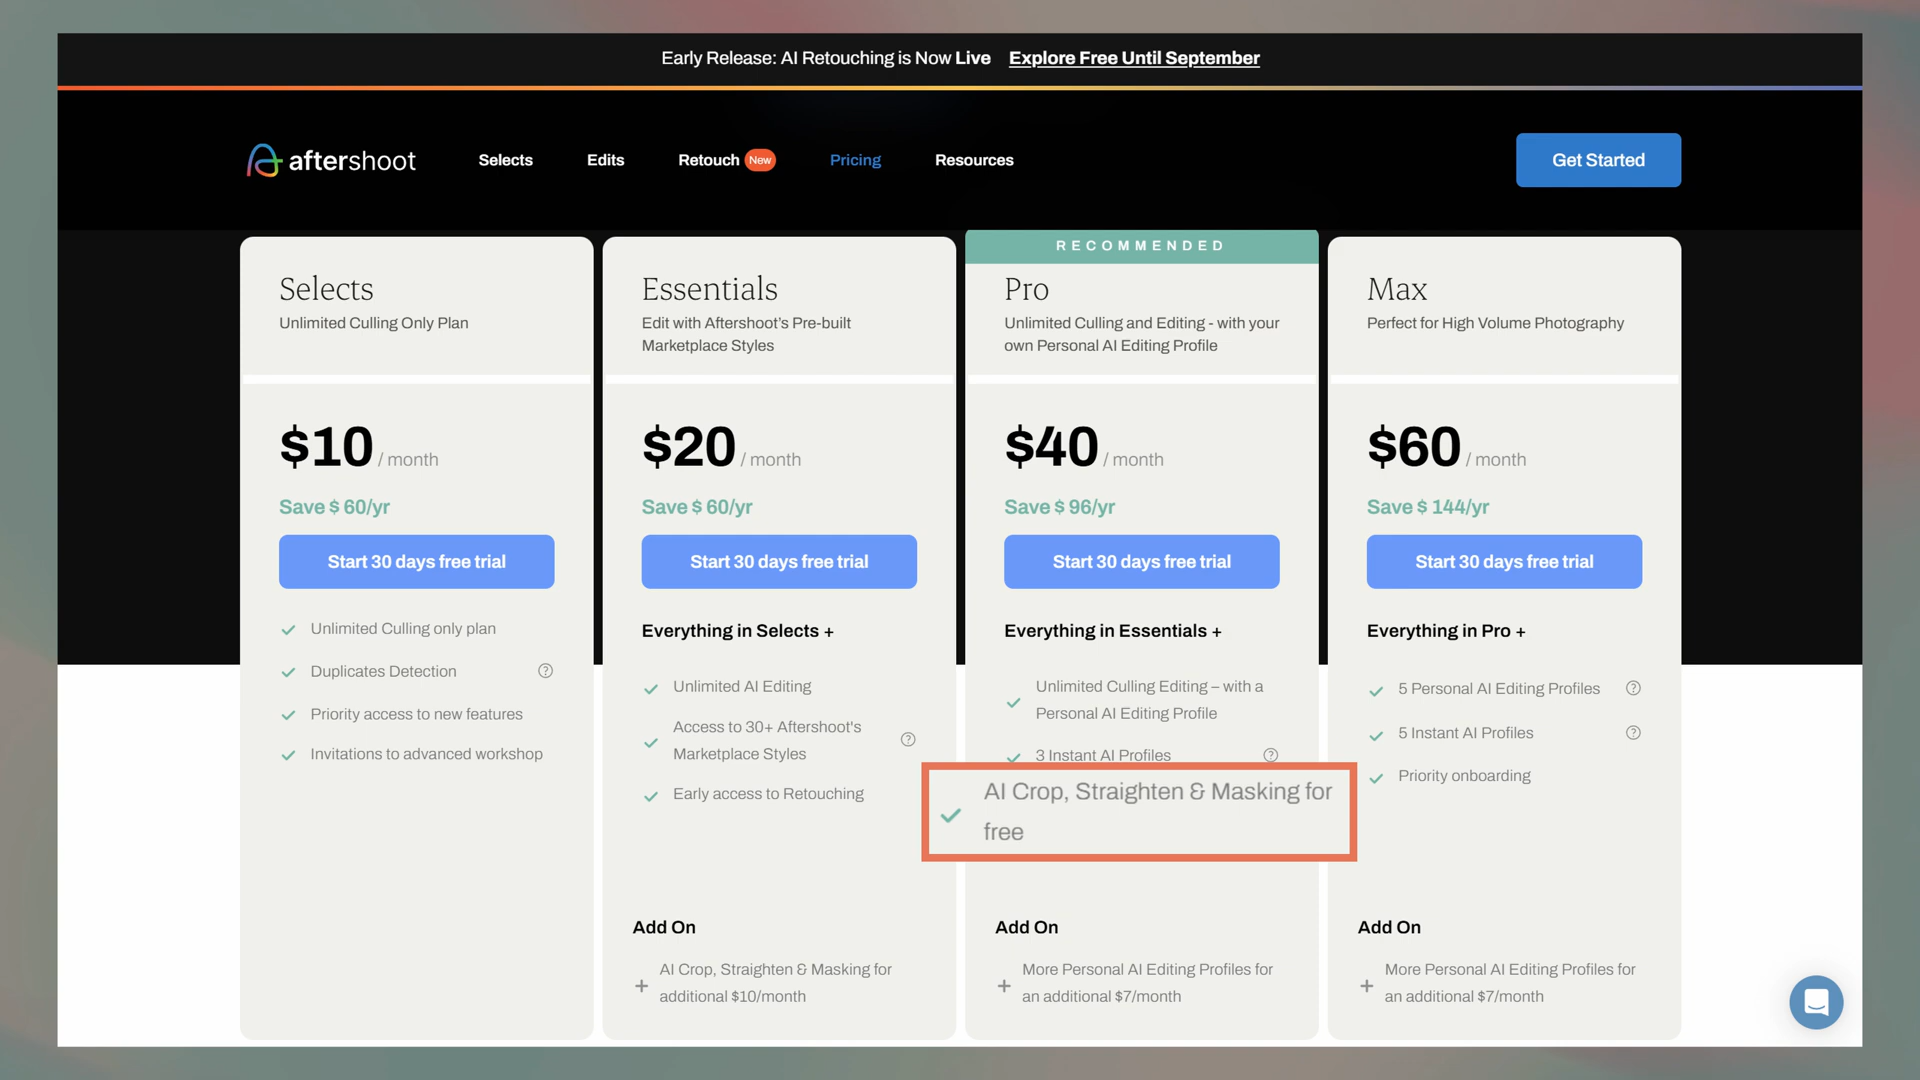 Early Release: AI Retouching is Now Live Explore Free Until September
aftershoot
Selects
Edits
Retouch New
Pricing
Resources
Get Started
Selects
Unlimited Culling Only Plan
$10 / month
Save $ 60/yr
Start 30 days free trial
Unlimited Culling only plan
Duplicates Detection
Priority access to new features
Invitations to advanced workshop
Essentials
Edit with Aftershoot's Pre-built
Marketplace Styles
$20 / month
Save $ 60/yr
Start 30 days free trial
Everything in Selects +
Unlimited AI Editing
Access to 30+ Aftershoot's
Marketplace Styles
Early access to Retouching
Add On
AI Crop, Straighten & Masking for
additional $10/month
RECOMMENDED
Pro
Unlimited Culling and Editing - with your
own Personal AI Editing Profile
$40 / month
Save $ 96/yr
Start 30 days free trial
Everything in Essentials +
Unlimited Culling Editing – with a
Personal AI Editing Profile
3 Instant AI Profiles
AI Crop, Straighten & Masking for
free
Add On
More Personal AI Editing Profiles for
an additional $7/month
Max
Perfect for High Volume Photography
$60 / month
Save $ 144/yr
Start 30 days free trial
Everything in Pro +
5 Personal AI Editing Profiles
5 Instant AI Profiles
Priority onboarding
Add On
More Personal AI Editing Profiles for
an additional $7/month